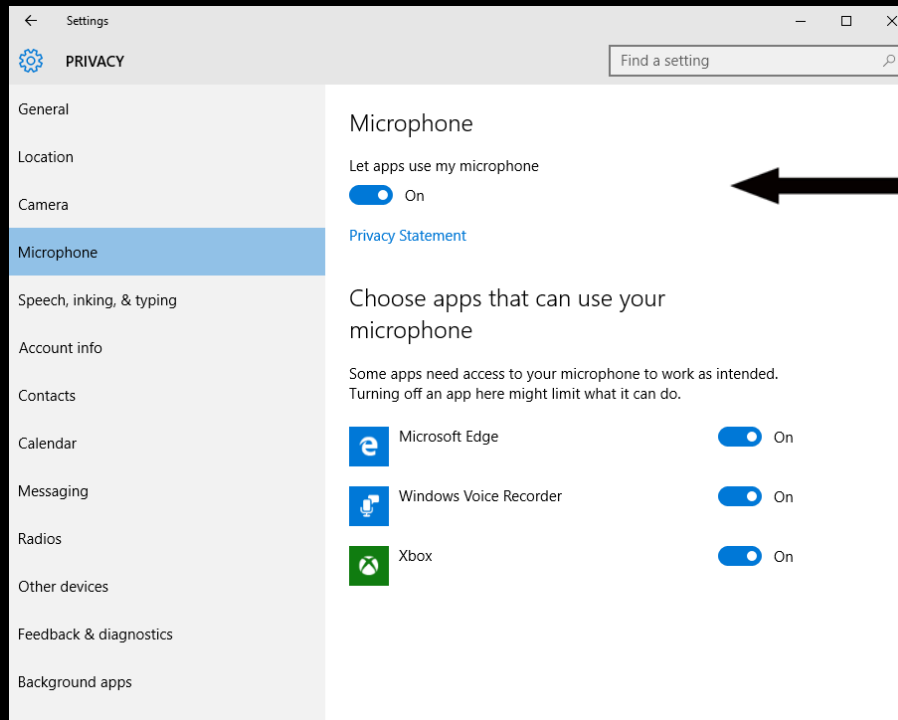 Settings
PRIVACY
Find a setting
General
Location
Camera
Microphone
Speech, inking, & typing
Account info
Contacts
Calendar
Messaging
Radios
Other devices
Feedback & diagnostics
Background apps
Microphone
Let apps use my microphone
On
Privacy Statement
Choose apps that can use your
microphone
Some apps need access to your microphone to work as intended.
Turning off an app here might limit what it can do.
Microsoft Edge On
Windows Voice Recorder On
Xbox On